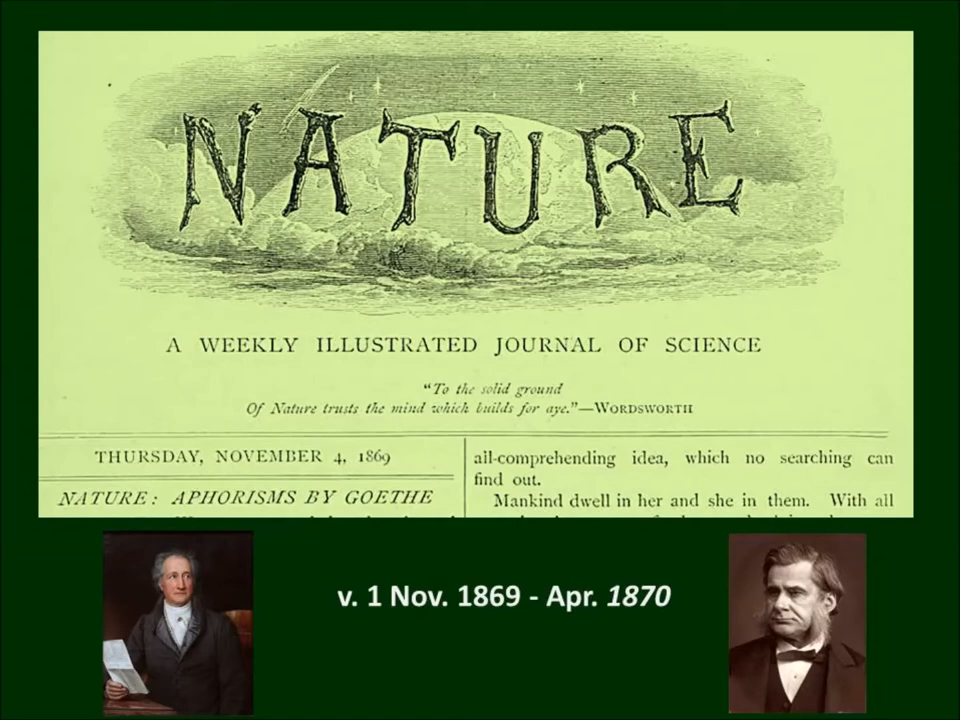 NATURE
A WEEKLY ILLUSTRATED JOURNAL OF SCIENCE
"To the solid ground
Of Nature trusts the mind which builds for aye."—WORDSWORTH
THURSDAY, NOVEMBER 4, 1869
NATURE: APHORISMS BY GOETHE
all-comprehending idea, which no searching can
find out.
Mankind dwell in her and she in them. With all
v. 1 Nov. 1869 - Apr. 1870